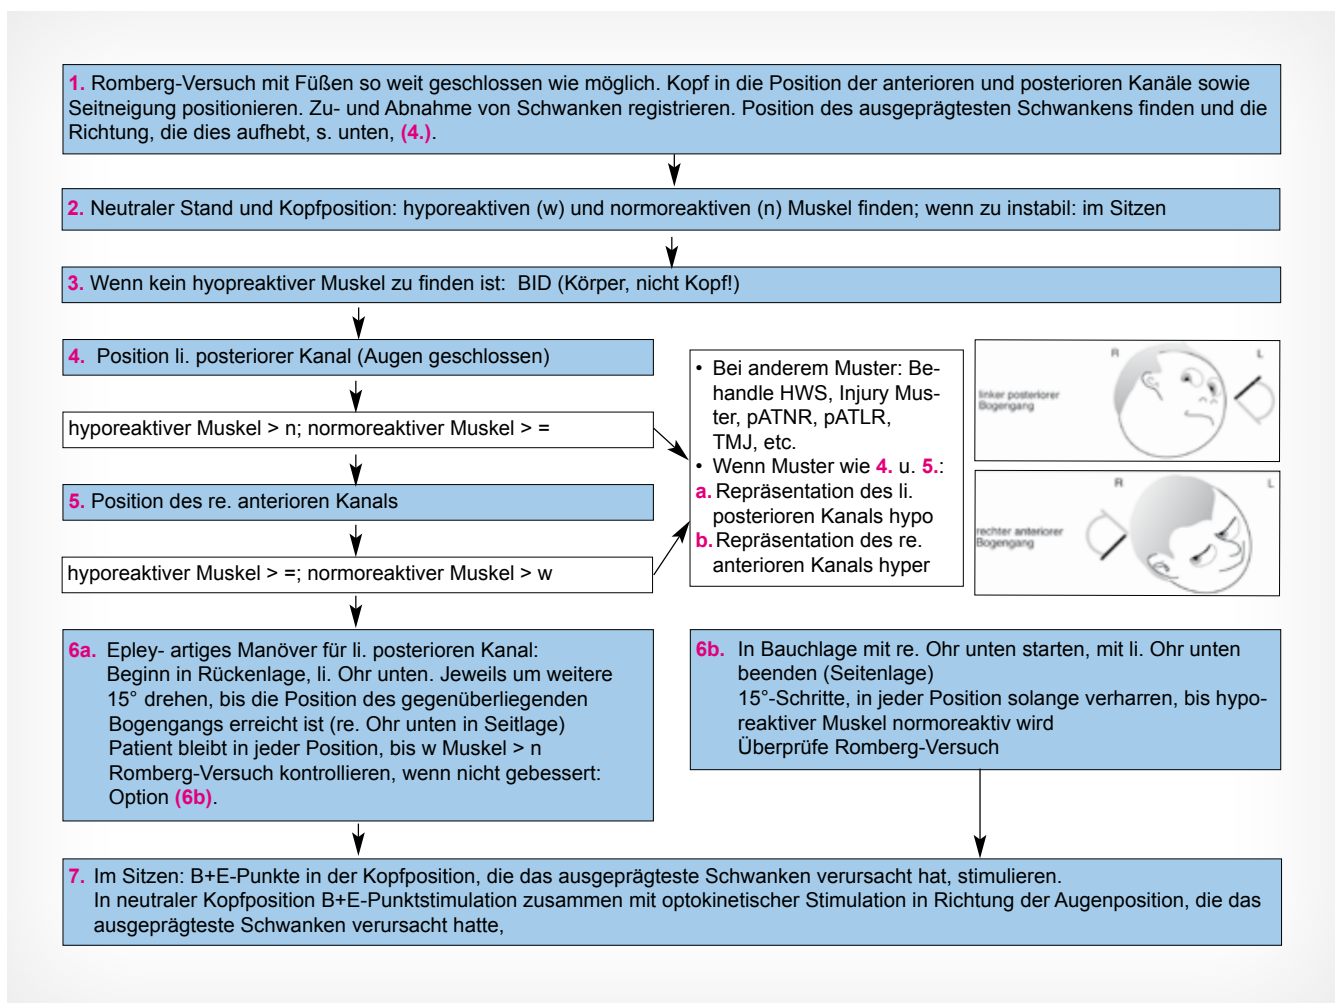 1. Romberg-Versuch mit Füßen so weit geschlossen wie möglich. Kopf in die Position der anterioren und posterioren Kanäle sowie
Seitneigung positionieren. Zu- und Abnahme von Schwanken registrieren. Position des ausgeprägtesten Schwankens finden und die
Richtung, die dies aufhebt, s. unten, (4.).
2. Neutraler Stand und Kopfposition: hyporeaktiven (w) und normoreaktiven (n) Muskel finden; wenn zu instabil: im Sitzen
3. Wenn kein hyopreaktiver Muskel zu finden ist: BID (Körper, nicht Kopf!)
4. Position li. posteriorer Kanal (Augen geschlossen)
hyporeaktiver Muskel > n; normoreaktiver Muskel > =
5. Position des re. anterioren Kanals
hyporeaktiver Muskel > =; normoreaktiver Muskel > w
• Bei anderem Muster: Be-
handle HWS, Injury Mus-
ter, pATNR, pATLR,
TMJ, etc.
• Wenn Muster wie 4. u. 5.:
a. Repräsentation des li.
posterioren Kanals hypo
b. Repräsentation des re.
anterioren Kanals hyper
R L
linker posteriorer
Bogengang
R L
rechter anteriorer
Bogengang
6a. Epley- artiges Manöver für li. posterioren Kanal:
Beginn in Rückenlage, li. Ohr unten. Jeweils um weitere
15° drehen, bis die Position des gegenüberliegenden
Bogengangs erreicht ist (re. Ohr unten in Seitlage)
Patient bleibt in jeder Position, bis w Muskel > n
Romberg-Versuch kontrollieren, wenn nicht gebessert:
Option (6b).
6b. In Bauchlage mit re. Ohr unten starten, mit li. Ohr unten
beenden (Seitenlage)
15°-Schritte, in jeder Position solange verharren, bis hypo-
reaktiver Muskel normoreaktiv wird
Überprüfe Romberg-Versuch
7. Im Sitzen: B+E-Punkte in der Kopfposition, die das ausgeprägteste Schwanken verursacht hat, stimulieren.
In neutraler Kopfposition B+E-Punktstimulation zusammen mit optokinetischer Stimulation in Richtung der Augenposition, die das
ausgeprägteste Schwanken verursacht hatte,